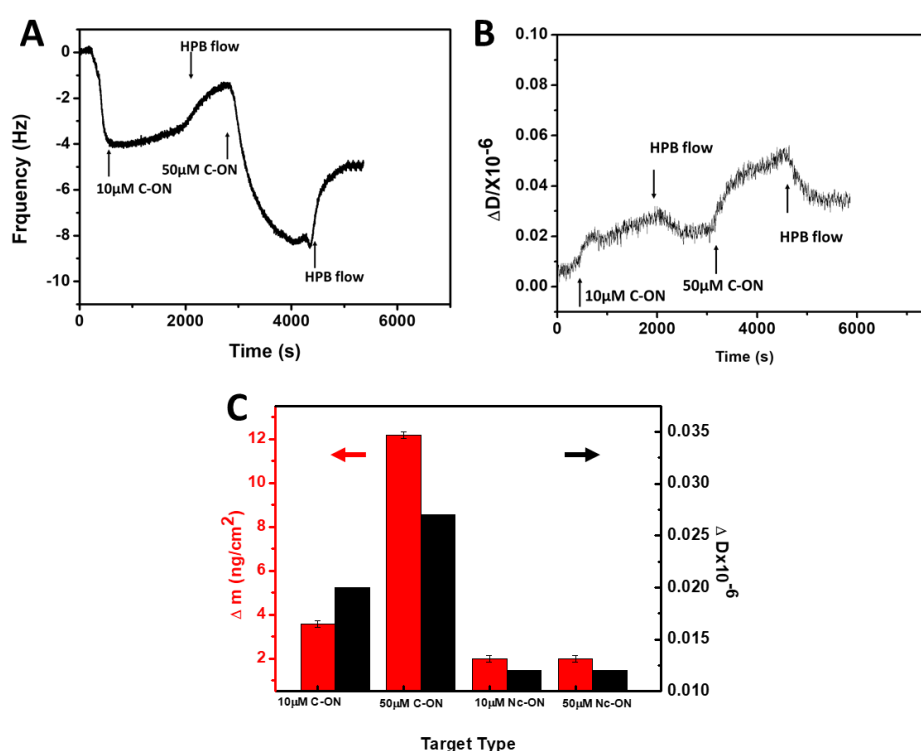 A
Frquency (Hz)
0
-2
-4
-6
-8
-10
HPB flow
10μM C-ON
50μM C-ON
HPB flow
0
2000
4000
6000
Time (s)
B
ΔD/X10-6
0.10
0.08
0.06
0.04
0.02
0.00
HPB flow
10μM C-ON
50μM C-ON
HPB flow
0
2000
4000
6000
Time (s)
C
Δ m (ng/cm²)
12
10
8
6
4
2
0.035
0.030
0.025
0.020
0.015
0.010
Δ Dx10⁻⁶
10μM C-ON
50μM C-ON
10μM Nc-ON
50μM Nc-ON
Target Type